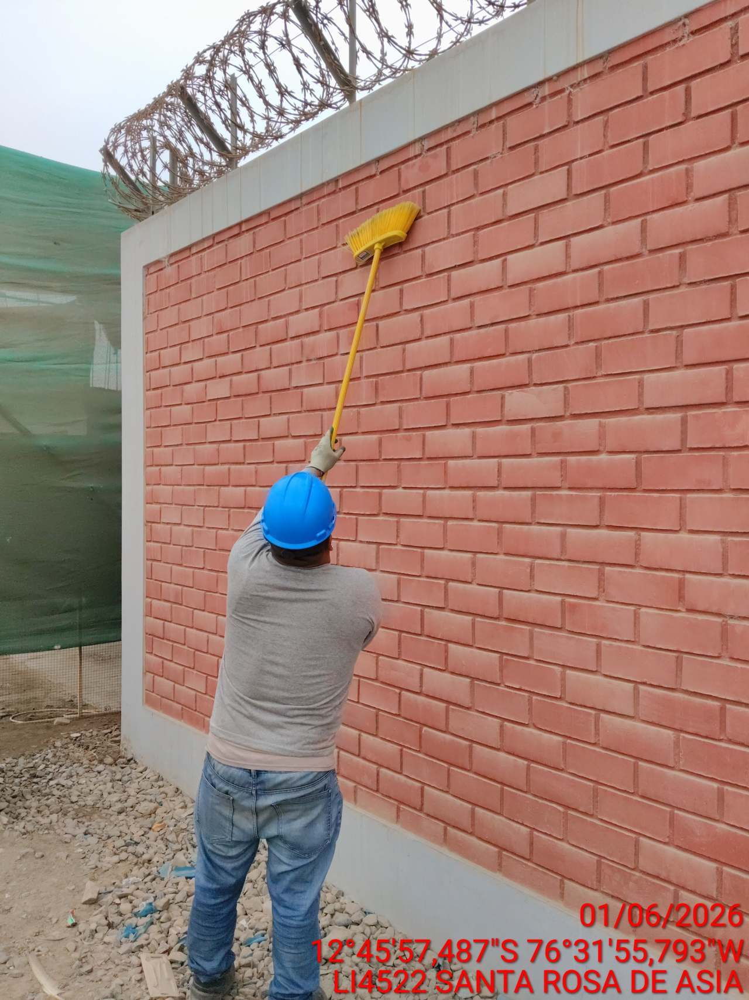 01/06/2026
12°45'57,487"S 76°31'55,793"W
LI4522 SANTA ROSA DE ASIA